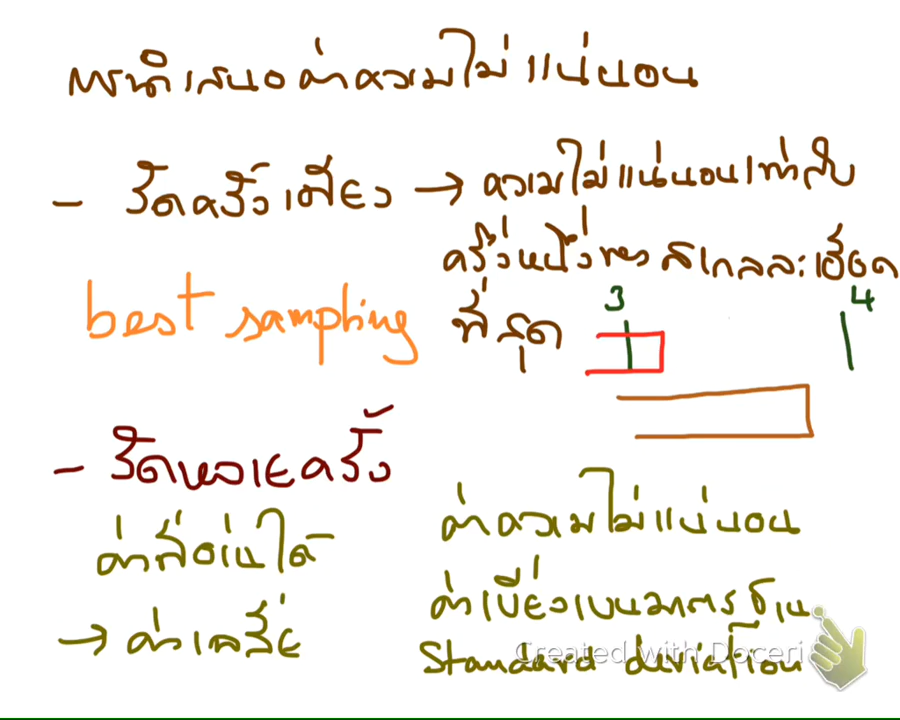 การนำเสนอค่าความไม่แน่นอน
- วัดครั้งเดียว → ความไม่แน่นอนเท่ากับ
ครึ่งหนึ่งของสเกลละเอียด
ที่สุด
best sampling
3 4
- วัดหลายครั้ง
ค่าที่อ่านได้
→ ค่าเฉลี่ย
ค่าความไม่แน่นอน
ค่าเบี่ยงเบนมาตรฐาน
Standard deviation
Created with Doceri